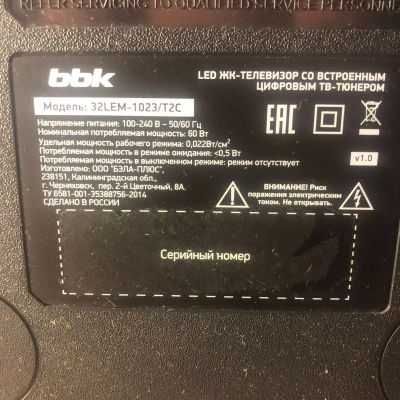 REFER SERVICING TO QUALIFIED SERVICE PERSONNEL
bbk
LED ЖК-ТЕЛЕВИЗОР СО ВСТРОЕННЫМ
ЦИФРОВЫМ ТВ-ТЮНЕРОМ
Модель: 32LEM-1023/T2C
Напряжение питания: 100-240 В ~ 50/60 Гц
Номинальная потребляемая мощность: 60 Вт
Удельная мощность рабочего режима: 0,022Вт/см²
Потребляемая мощность в режиме ожидания: <0,5 Вт
Потребляемая мощность в выключенном режиме: режим отсутствует
Изготовитель: ООО "БЭЛА-ПЛЮС",
238151, Калининградская обл.,
г. Черняховск, пер. 2-й Цветочный, 8А.
ТУ 6581-001-35388756-2014
СДЕЛАНО В РОССИИ
EAC
v1.0
ВНИМАНИЕ! Риск
поражения электрическим
током. Не открывать.
Серийный номер